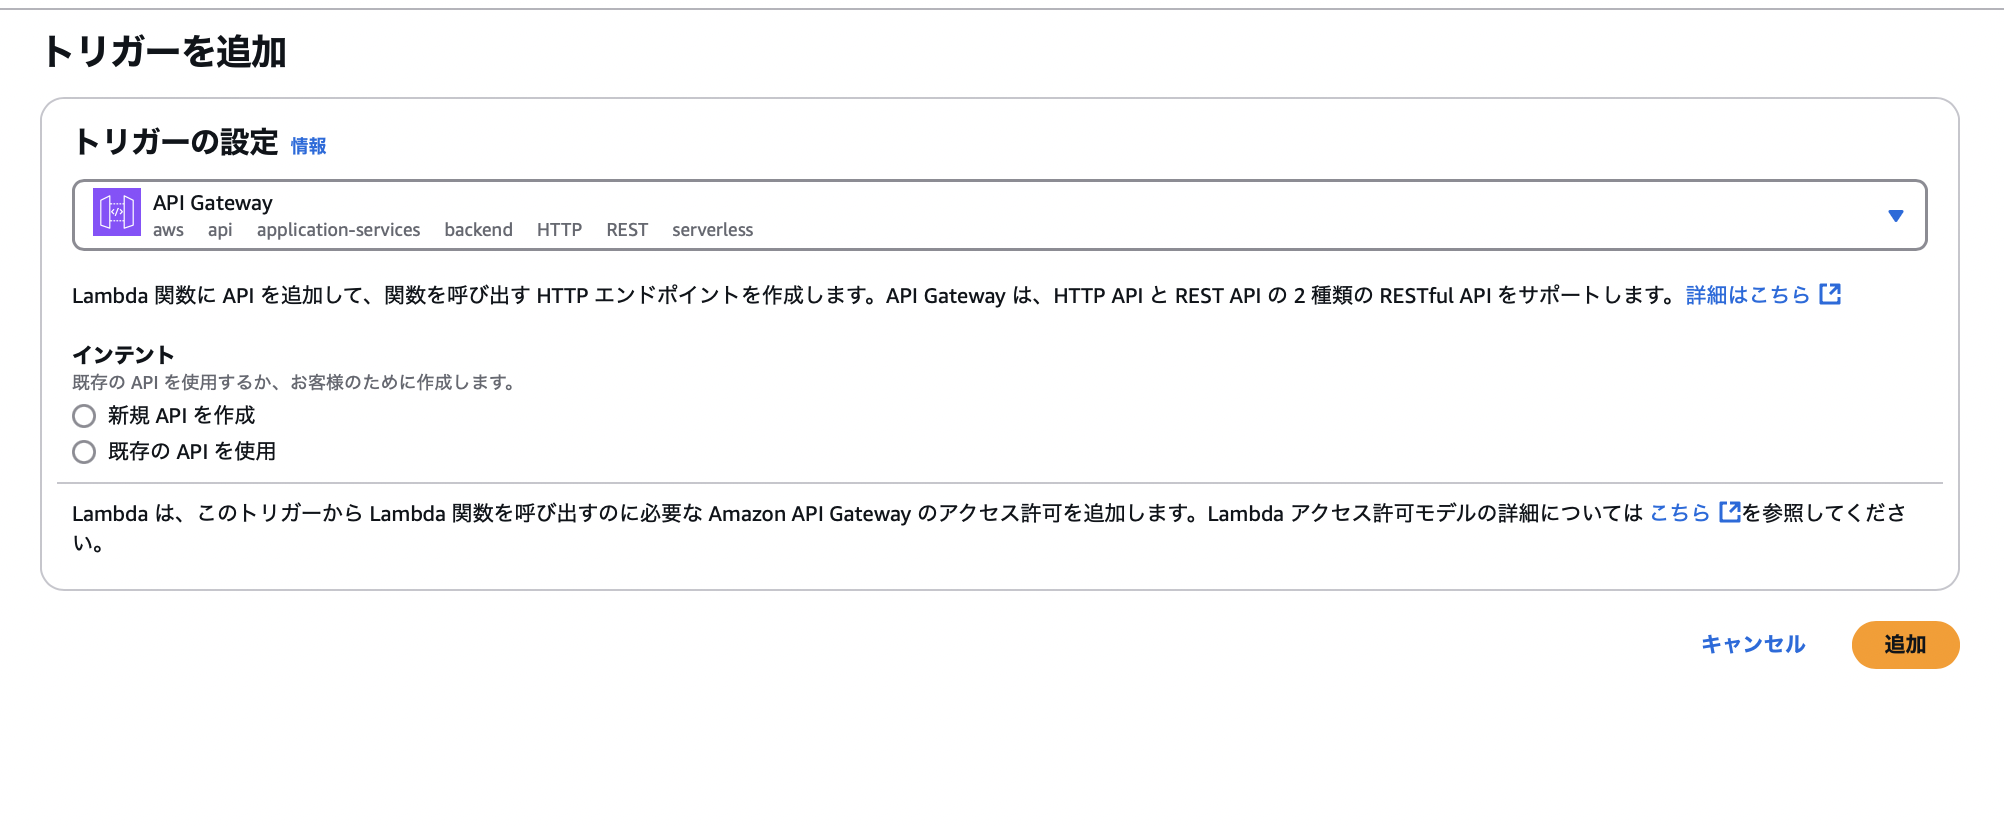 トリガーを追加
トリガーの設定 情報
API Gateway
aws api application-services backend HTTP REST serverless
Lambda 関数に API を追加して、関数を呼び出す HTTP エンドポイントを作成します。API Gateway は、HTTP API と REST API の 2 種類の RESTful API をサポートします。詳細はこちら
インテント
既存の API を使用するか、お客様のために作成します。
新規 API を作成
既存の API を使用
Lambda は、このトリガーから Lambda 関数を呼び出すのに必要な Amazon API Gateway のアクセス許可を追加します。Lambda アクセス許可モデルの詳細については こちら を参照してくださ
い。
キャンセル 追加